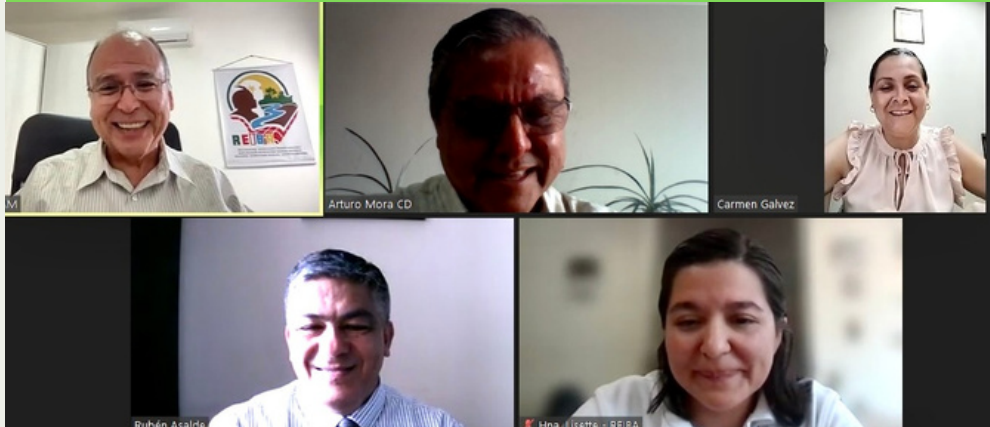 REIBA
M
Arturo Mora CD
Carmen Galvez
Rubén Asalde
Hna. Lisette - REIBA